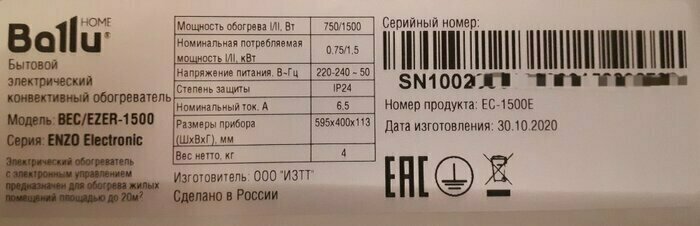 Ballu HOME
Бытовой
электрический
конвективный обогреватель
Модель: BEC/EZER-1500
Серия: ENZO Electronic
Электрический обогреватель
с электронным управлением
предназначен для обогрева жилых
помещений площадью до 20м²
Мощность обогрева I/II, Вт 750/1500
Номинальная потребляемая
мощность I/II, кВт 0.75/1,5
Напряжение питания. В~Гц 220-240 ~ 50
Степень защиты IP24
Номинальный ток. А 6.5
Размеры прибора
(ШхВхГ), мм 595x400x113
Вес нетто, кг 4
Изготовитель: ООО "ИЗТТ"
Сделано в России
Серийный номер:
SN1002
Номер продукта: EC-1500E
Дата изготовления: 30.10.2020
EAC